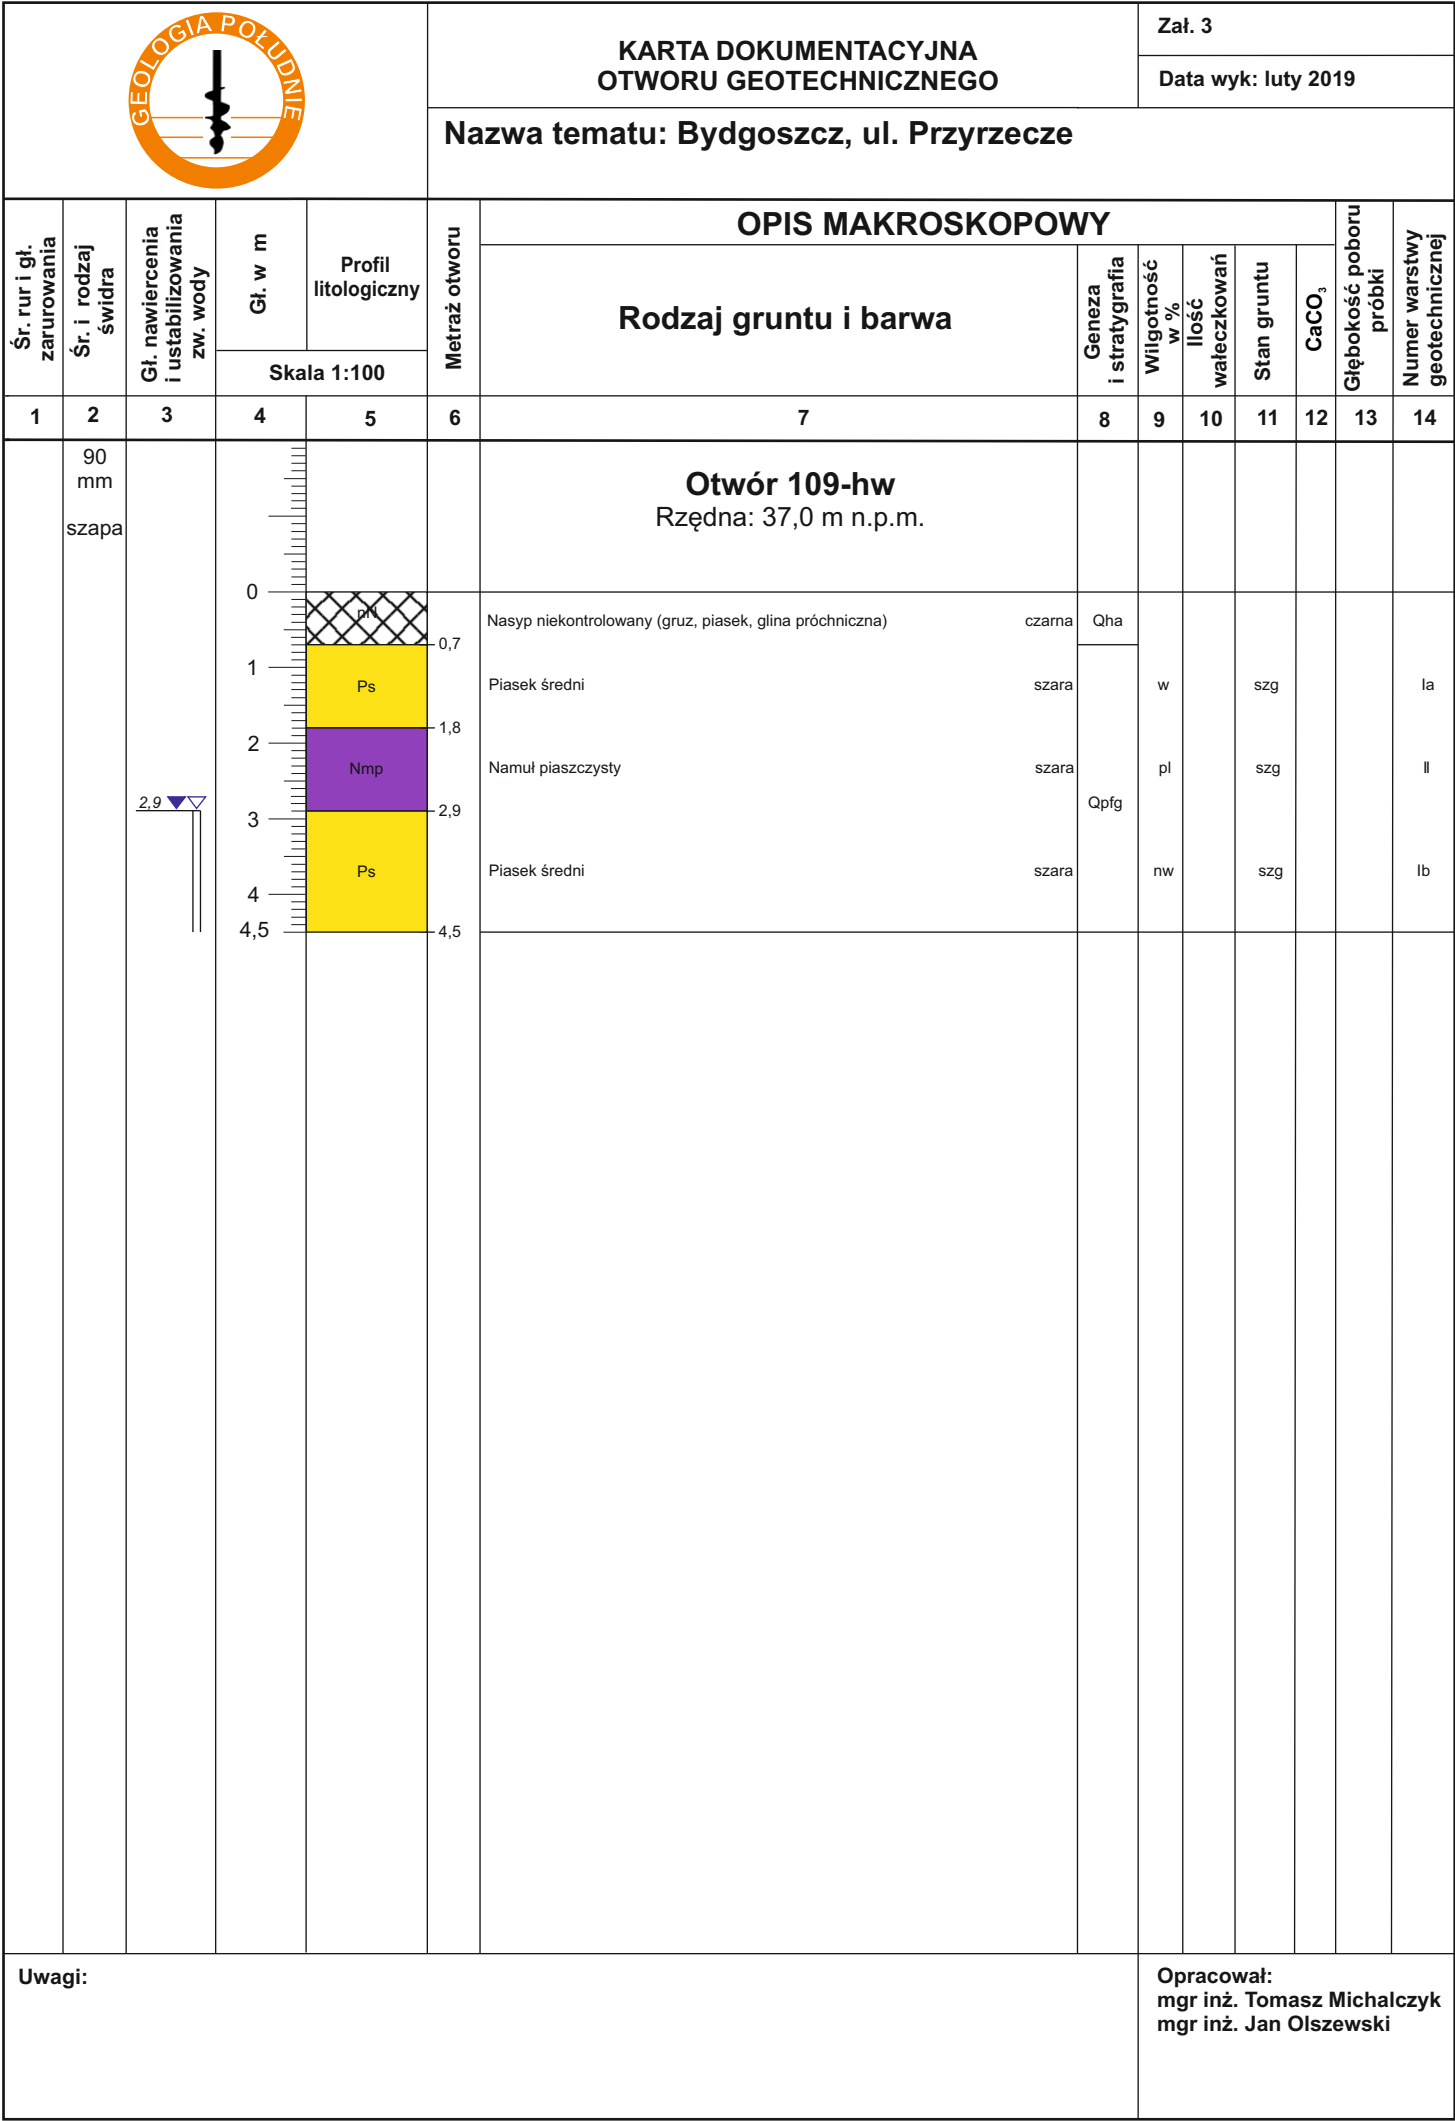 GEOLOGIA POŁUDNIE
KARTA DOKUMENTACYJNA
OTWORU GEOTECHNICZNEGO
Zał. 3
Data wyk: luty 2019
Nazwa tematu: Bydgoszcz, ul. Przyrzecze
Śr. rur i gł.
zarurowania
Śr. i rodzaj
świdra
Gł. nawiercenia
i ustabilizowania
zw. wody
Gł. w m
Profil
litologiczny
Skala 1:100
Metraż otworu
OPIS MAKROSKOPOWY
Rodzaj gruntu i barwa
Geneza
i stratygrafia
Wilgotność
w %
Ilość
wałeczkowań
Stan gruntu
CaCO₃
Głębokość poboru
próbki
Numer warstwy
geotechnicznej
1 2 3 4 5 6 7 8 9 10 11 12 13 14
90
mm
szapa
Otwór 109-hw
Rzędna: 37,0 m n.p.m.
0
nN
Nasyp niekontrolowany (gruz, piasek, glina próchniczna) czarna Qha
0,7
1
Ps Piasek średni szara w szg Ia
1,8
2
Nmp Namuł piaszczysty szara pl szg II
2,9
2,9
Qpfg
3
Ps Piasek średni szara nw szg Ib
4
4,5
4,5
Uwagi:
Opracował:
mgr inż. Tomasz Michalczyk
mgr inż. Jan Olszewski